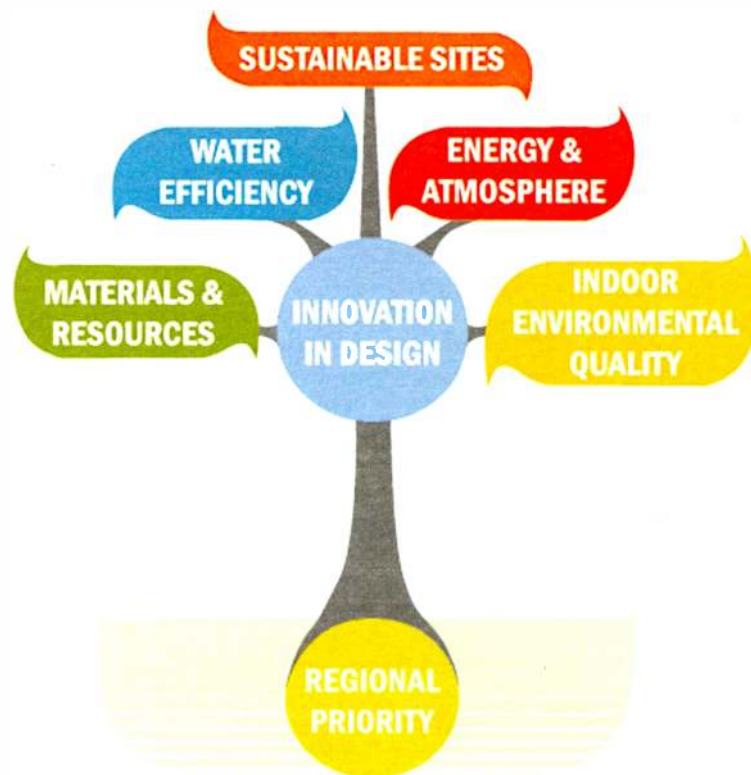 SUSTAINABLE SITES
WATER
EFFICIENCY
ENERGY &
ATMOSPHERE
MATERIALS &
RESOURCES
INNOVATION
IN DESIGN
INDOOR
ENVIRONMENTAL
QUALITY
REGIONAL
PRIORITY